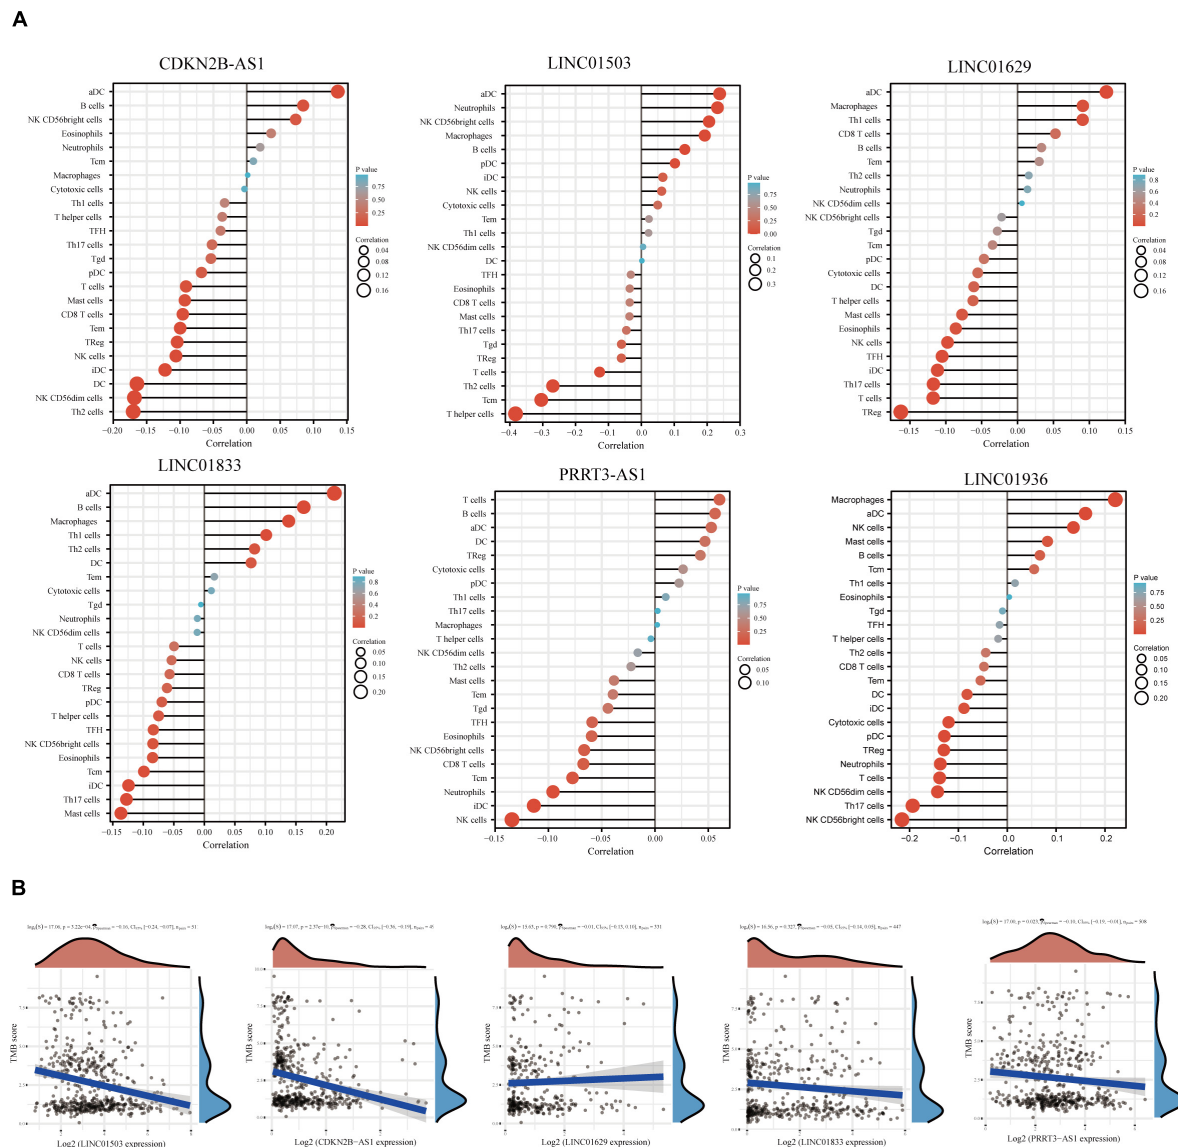 A
CDKN2B-AS1
aDC
B cells
NK CD56bright cells
Eosinophils
Neutrophils
Tcm
Macrophages
Cytotoxic cells
Th1 cells
T helper cells
TFH
Th17 cells
Tgd
pDC
T cells
Mast cells
CD8 T cells
Tem
TReg
NK cells
iDC
DC
NK CD56dim cells
Th2 cells
−0.20 −0.15 −0.10 −0.05 0.00 0.05 0.10 0.15
Correlation
P value
0.75
0.50
0.25
Correlation
0.04
0.08
0.12
0.16
LINC01503
aDC
Neutrophils
NK CD56bright cells
Macrophages
B cells
pDC
iDC
NK cells
Cytotoxic cells
Tem
Th1 cells
NK CD56dim cells
DC
TFH
Eosinophils
CD8 T cells
Mast cells
Th17 cells
Tgd
TReg
T cells
Th2 cells
Tcm
T helper cells
−0.4 −0.3 −0.2 −0.1 0.0 0.1 0.2 0.3
Correlation
P value
0.75
0.50
0.25
0.00
Correlation
0.1
0.2
0.3
LINC01629
aDC
Macrophages
Th1 cells
CD8 T cells
B cells
Tem
Th2 cells
Neutrophils
NK CD56dim cells
NK CD56bright cells
Tgd
Tcm
pDC
Cytotoxic cells
DC
T helper cells
Mast cells
Eosinophils
NK cells
TFH
iDC
Th17 cells
T cells
TReg
−0.15 −0.10 −0.05 0.00 0.05 0.10 0.15
Correlation
P value
0.8
0.6
0.4
0.2
Correlation
0.04
0.08
0.12
0.16
LINC01833
aDC
B cells
Macrophages
Th1 cells
Th2 cells
DC
Tem
Cytotoxic cells
Tgd
Neutrophils
NK CD56dim cells
T cells
NK cells
CD8 T cells
TReg
pDC
T helper cells
TFH
NK CD56bright cells
Eosinophils
Tcm
iDC
Th17 cells
Mast cells
−0.15 −0.10 −0.05 0.00 0.05 0.10 0.15 0.20
Correlation
P value
0.8
0.6
0.4
0.2
Correlation
0.05
0.10
0.15
0.20
PRRT3-AS1
T cells
B cells
aDC
DC
TReg
Cytotoxic cells
pDC
Th1 cells
Th17 cells
Macrophages
T helper cells
NK CD56dim cells
Th2 cells
Mast cells
Tem
Tgd
TFH
Eosinophils
NK CD56bright cells
CD8 T cells
Tcm
Neutrophils
iDC
NK cells
−0.15 −0.10 −0.05 0.00 0.05
Correlation
P value
0.75
0.50
0.25
Correlation
0.05
0.10
LINC01936
Macrophages
aDC
NK cells
Mast cells
B cells
Tcm
Th1 cells
Eosinophils
Tgd
TFH
T helper cells
Th2 cells
CD8 T cells
Tem
DC
iDC
Cytotoxic cells
pDC
TReg
Neutrophils
T cells
NK CD56dim cells
Th17 cells
NK CD56bright cells
−0.2 −0.1 0.0 0.1 0.2
Correlation
P value
0.75
0.50
0.25
Correlation
0.05
0.10
0.15
0.20
B
TMB score
Log2 (LINC01503 expression)
TMB score
Log2 (CDKN2B−AS1 expression)
TMB score
Log2 (LINC01629 expression)
TMB score
Log2 (LINC01833 expression)
TMB score
Log2 (PRRT3−AS1 expression)